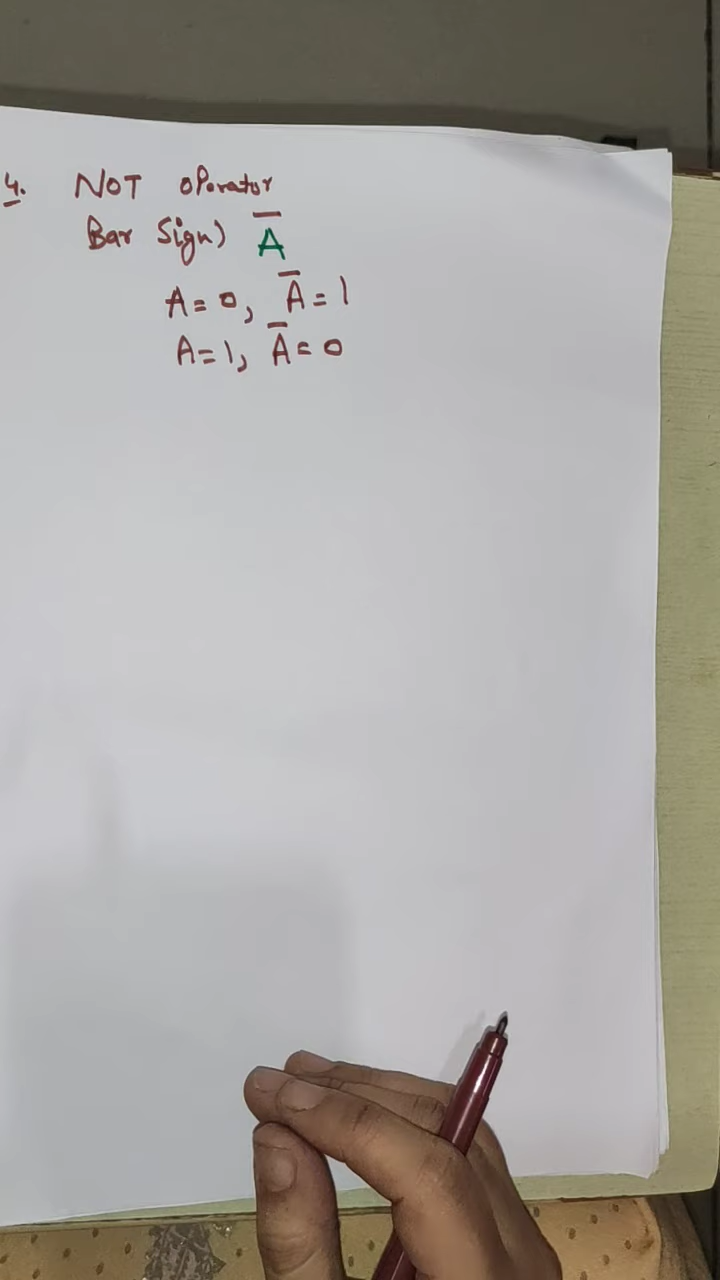 4. NOT operator
Bar Sign) A̅
A=0, A̅=1
A=1, A̅=0